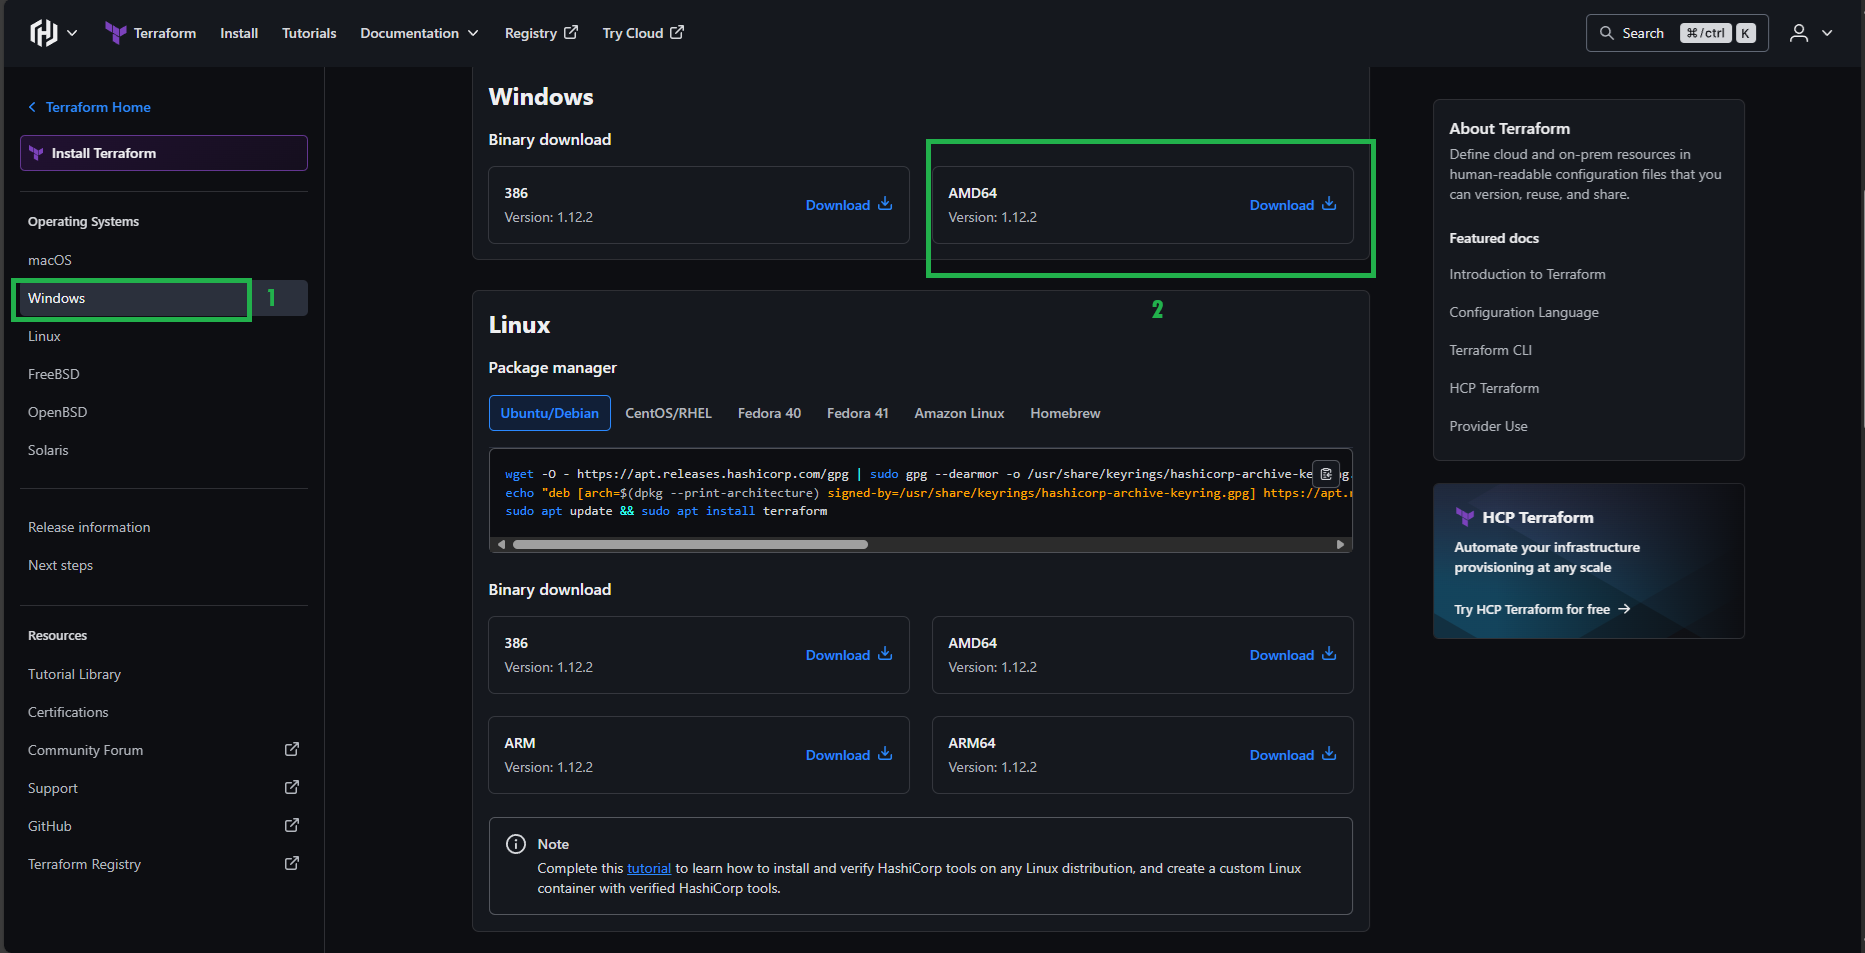 Terraform
Install
Tutorials
Documentation
Registry
Try Cloud
Search
⌘/ctrl
K
Terraform Home
Install Terraform
Operating Systems
macOS
Windows
1
Linux
FreeBSD
OpenBSD
Solaris
Release information
Next steps
Resources
Tutorial Library
Certifications
Community Forum
Support
GitHub
Terraform Registry
Windows
Binary download
386
Version: 1.12.2
Download
AMD64
Version: 1.12.2
Download
2
Linux
Package manager
Ubuntu/Debian
CentOS/RHEL
Fedora 40
Fedora 41
Amazon Linux
Homebrew
wget -O - https://apt.releases.hashicorp.com/gpg | sudo gpg --dearmor -o /usr/share/keyrings/hashicorp-archive-ke
echo "deb [arch=$(dpkg --print-architecture) signed-by=/usr/share/keyrings/hashicorp-archive-keyring.gpg] https://apt.
sudo apt update && sudo apt install terraform
Binary download
386
Version: 1.12.2
Download
AMD64
Version: 1.12.2
Download
ARM
Version: 1.12.2
Download
ARM64
Version: 1.12.2
Download
Note
Complete this tutorial to learn how to install and verify HashiCorp tools on any Linux distribution, and create a custom Linux
container with verified HashiCorp tools.
About Terraform
Define cloud and on-prem resources in
human-readable configuration files that you
can version, reuse, and share.
Featured docs
Introduction to Terraform
Configuration Language
Terraform CLI
HCP Terraform
Provider Use
HCP Terraform
Automate your infrastructure
provisioning at any scale
Try HCP Terraform for free →